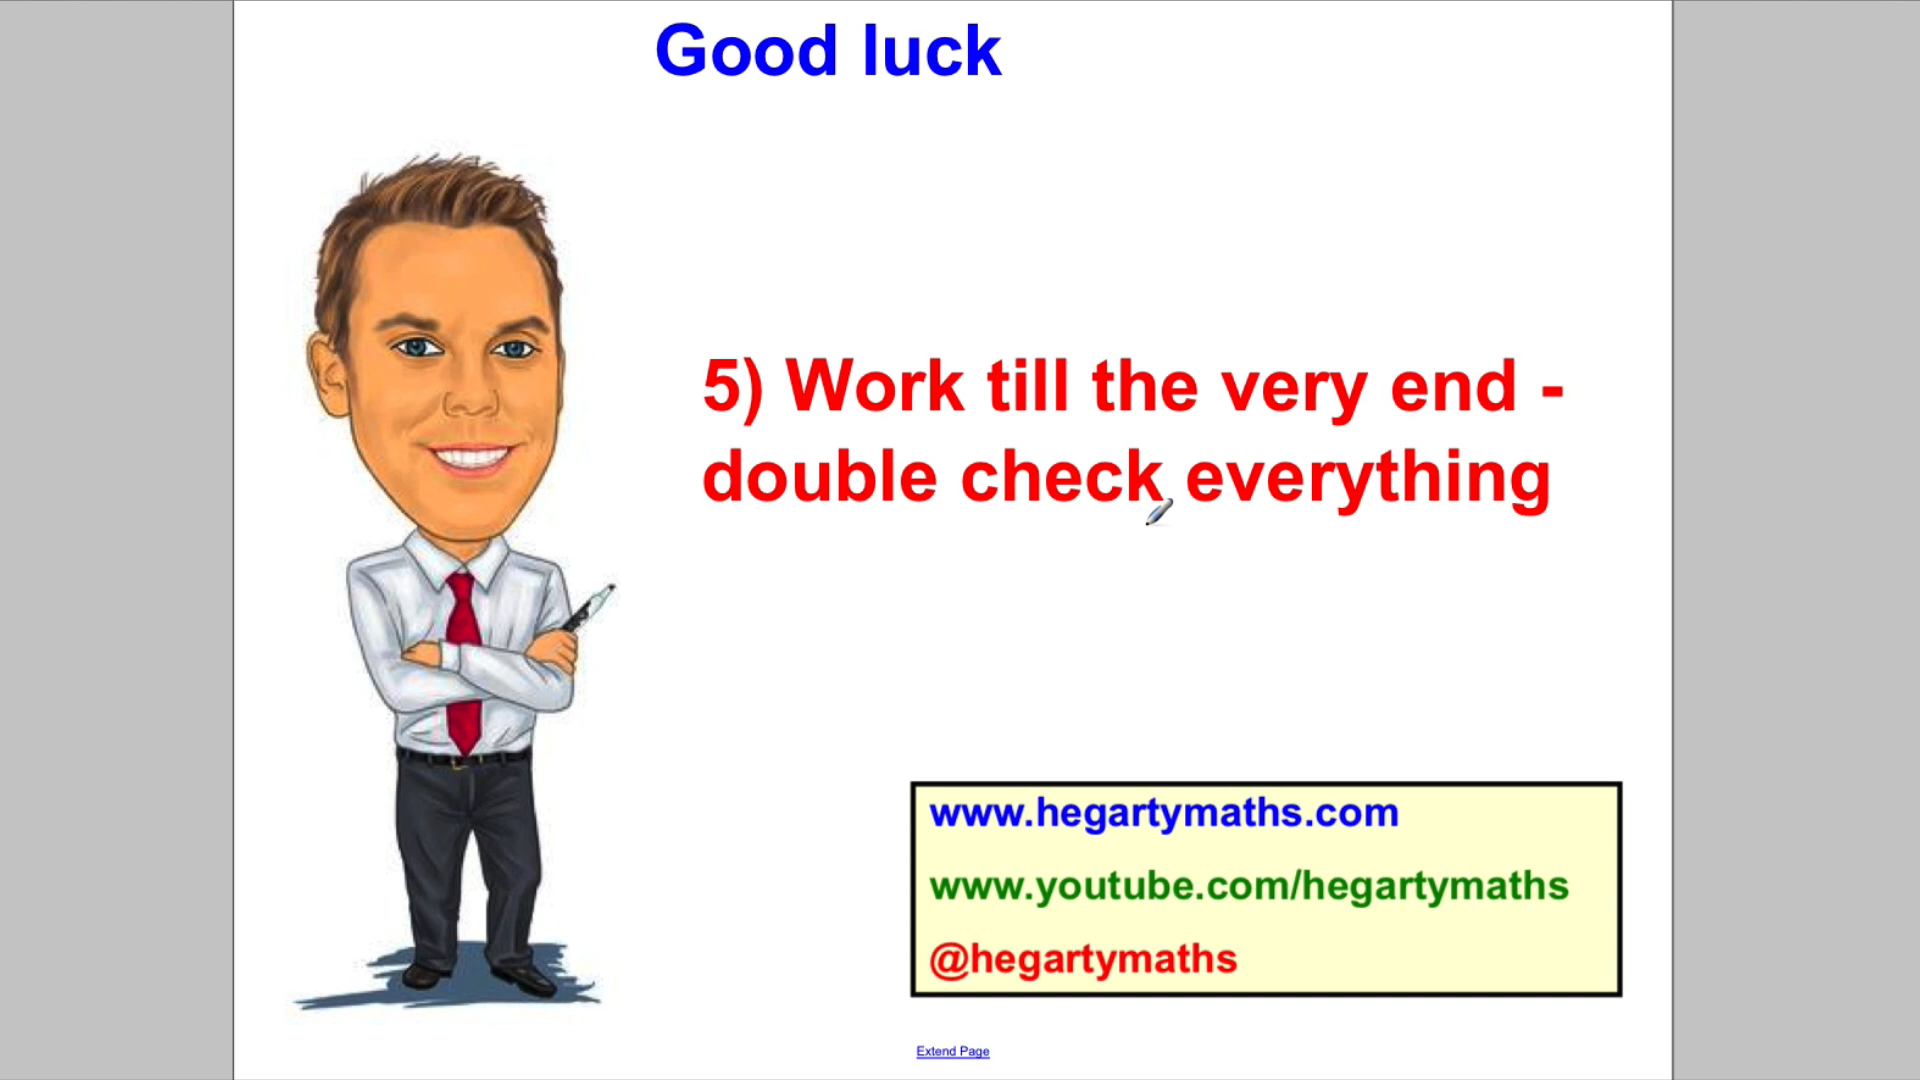 Good luck
5) Work till the very end -
double check everything
www.hegartymaths.com
www.youtube.com/hegartymaths
@hegartymaths
Extend Page